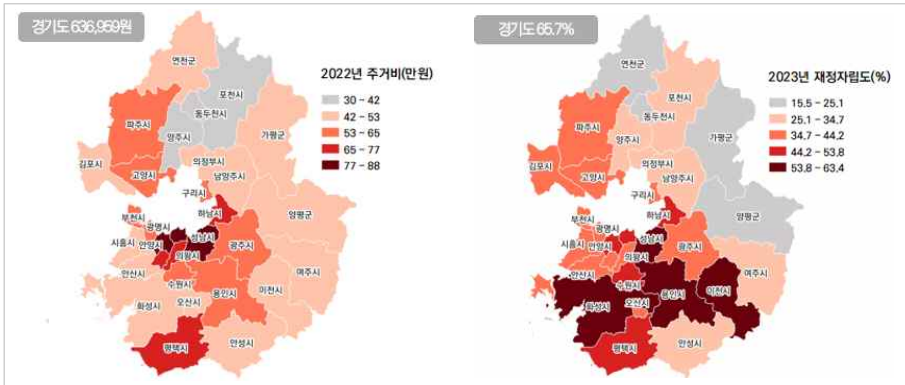 경기도 636,959원
2022년 주거비(만원)
30 – 42
42 – 53
53 – 65
65 – 77
77 – 88
연천군
포천시
동두천시
파주시
양주시
가평군
의정부시
김포시
고양시
남양주시
구리시
하남시
양평군
부천시
광명시
성남시
광주시
시흥시
안양시
의왕시
여주시
안산시
수원시
이천시
용인시
화성시
오산시
평택시
안성시
경기도 65.7%
2023년 재정자립도(%)
15.5 – 25.1
25.1 – 34.7
34.7 – 44.2
44.2 – 53.8
53.8 – 63.4
연천군
포천시
동두천시
파주시
양주시
가평군
의정부시
김포시
고양시
남양주시
구리시
하남시
양평군
부천시
광명시
성남시
광주시
시흥시
안양시
의왕시
여주시
안산시
수원시
이천시
용인시
화성시
오산시
평택시
안성시